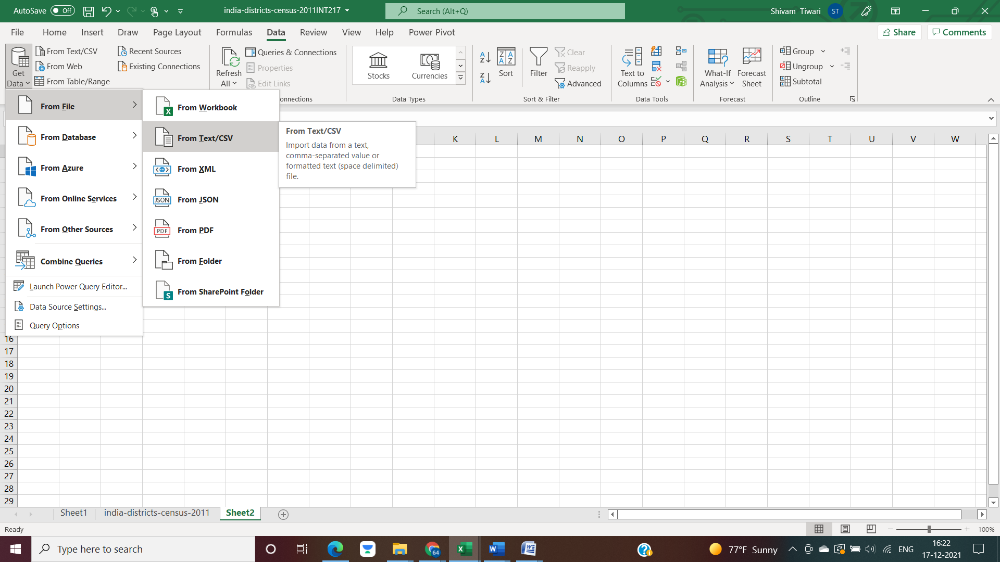 AutoSave Off india-districts-census-2011INT217 Search (Alt+Q) Shivam Tiwari ST
File Home Insert Draw Page Layout Formulas Data Review View Help Power Pivot Share Comments
Get Data
From Text/CSV
From Web
From Table/Range
Recent Sources
Existing Connections
Refresh All
Queries & Connections
Properties
Edit Links
onnections
Stocks
Currencies
Data Types
Sort
Filter
Clear
Reapply
Advanced
Sort & Filter
Text to Columns
Data Tools
What-If Analysis
Forecast Sheet
Forecast
Group
Ungroup
Subtotal
Outline
From File
From Database
From Azure
From Online Services
From Other Sources
Combine Queries
Launch Power Query Editor...
Data Source Settings...
Query Options
From Workbook
From Text/CSV
From XML
JSON From JSON
PDF From PDF
From Folder
From SharePoint Folder
From Text/CSV
Import data from a text,
comma-separated value or
formatted text (space delimited)
file.
K L M N O P Q R S T U V W
16
17
18
19
20
21
22
23
24
25
26
27
28
29
Sheet1 india-districts-census-2011 Sheet2
Ready 100%
Type here to search 64 77°F Sunny ENG 16:22
17-12-2021